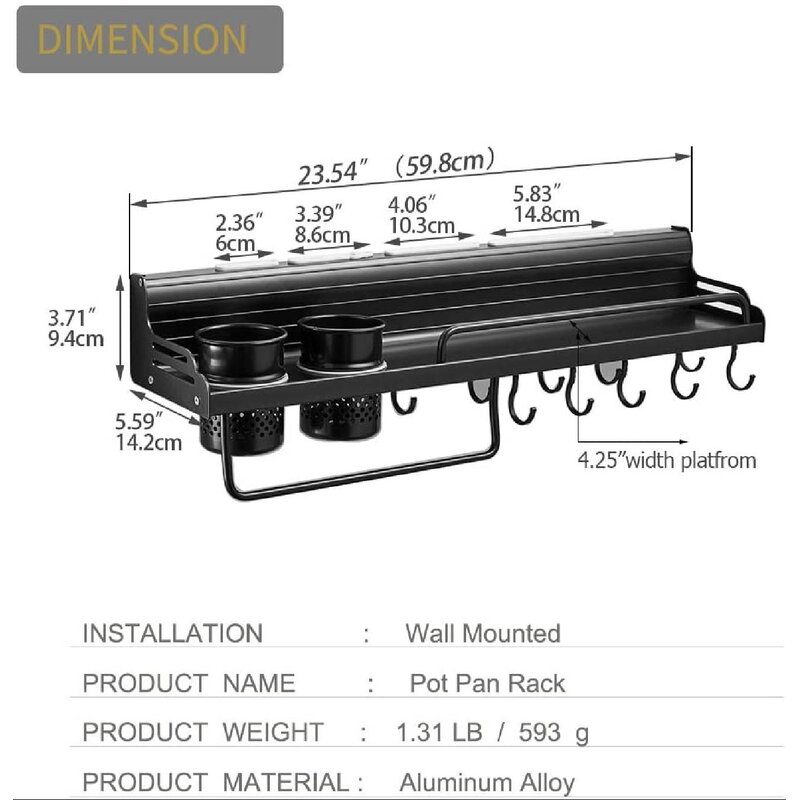 DIMENSION
23.54” （59.8cm）
2.36”
6cm
3.39”
8.6cm
4.06”
10.3cm
5.83”
14.8cm
3.71”
9.4cm
5.59”
14.2cm
4.25”width platfrom
INSTALLATION : Wall Mounted
PRODUCT NAME : Pot Pan Rack
PRODUCT WEIGHT : 1.31 LB / 593 g
PRODUCT MATERIAL : Aluminum Alloy